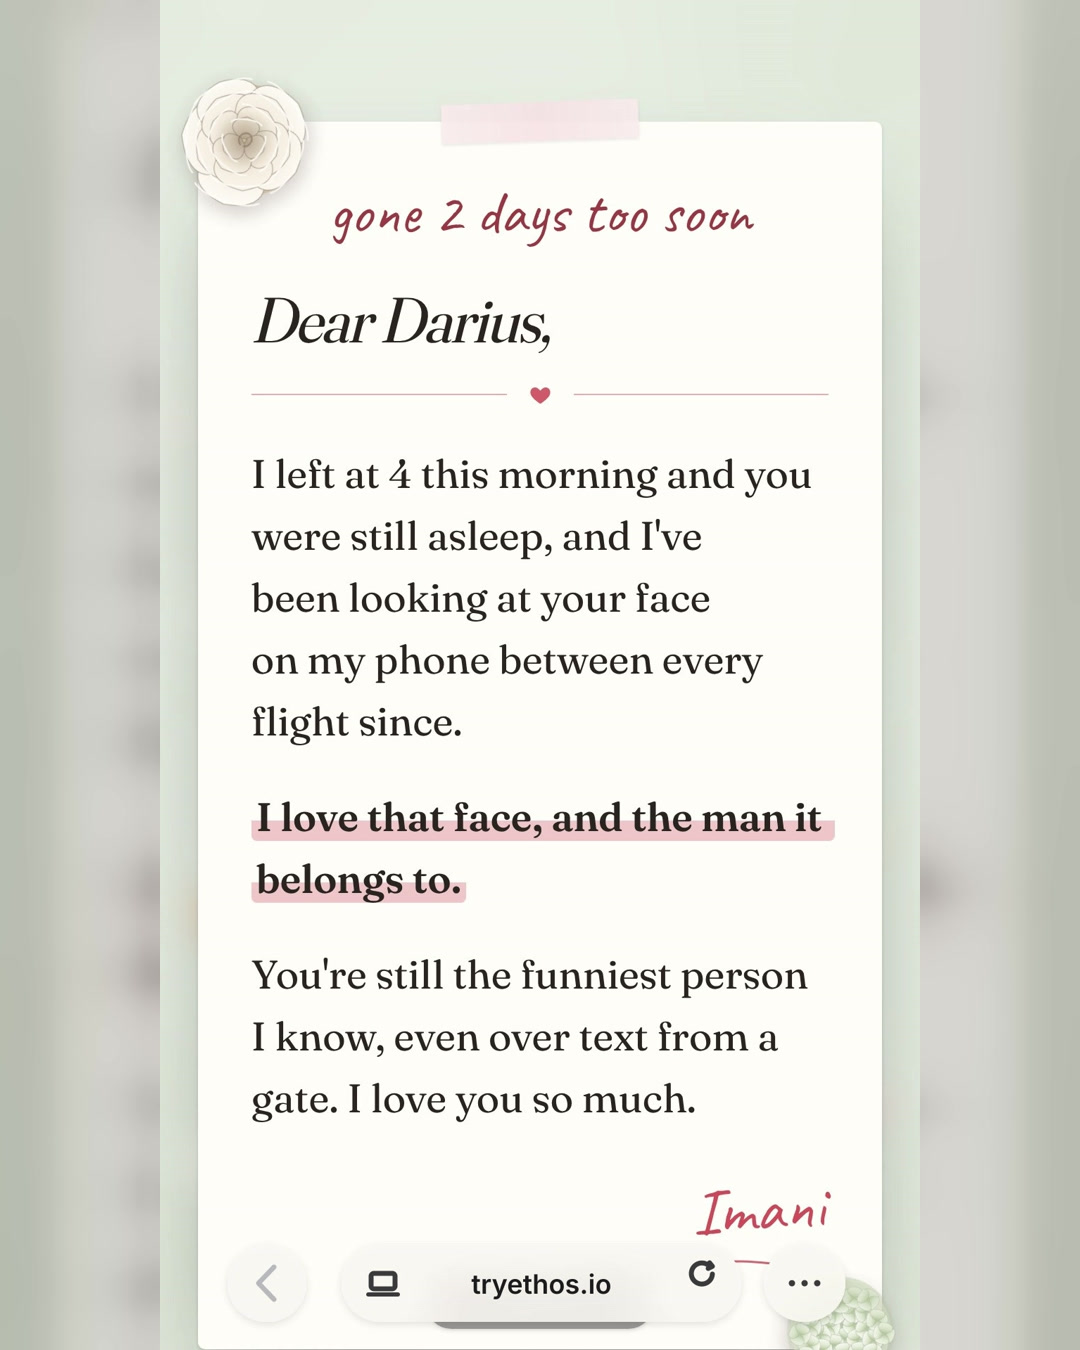 gone 2 days too soon
Dear Darius,
I left at 4 this morning and you
were still asleep, and I've
been looking at your face
on my phone between every
flight since.
I love that face, and the man it
belongs to.
You're still the funniest person
I know, even over text from a
gate. I love you so much.
Imani
tryethos.io